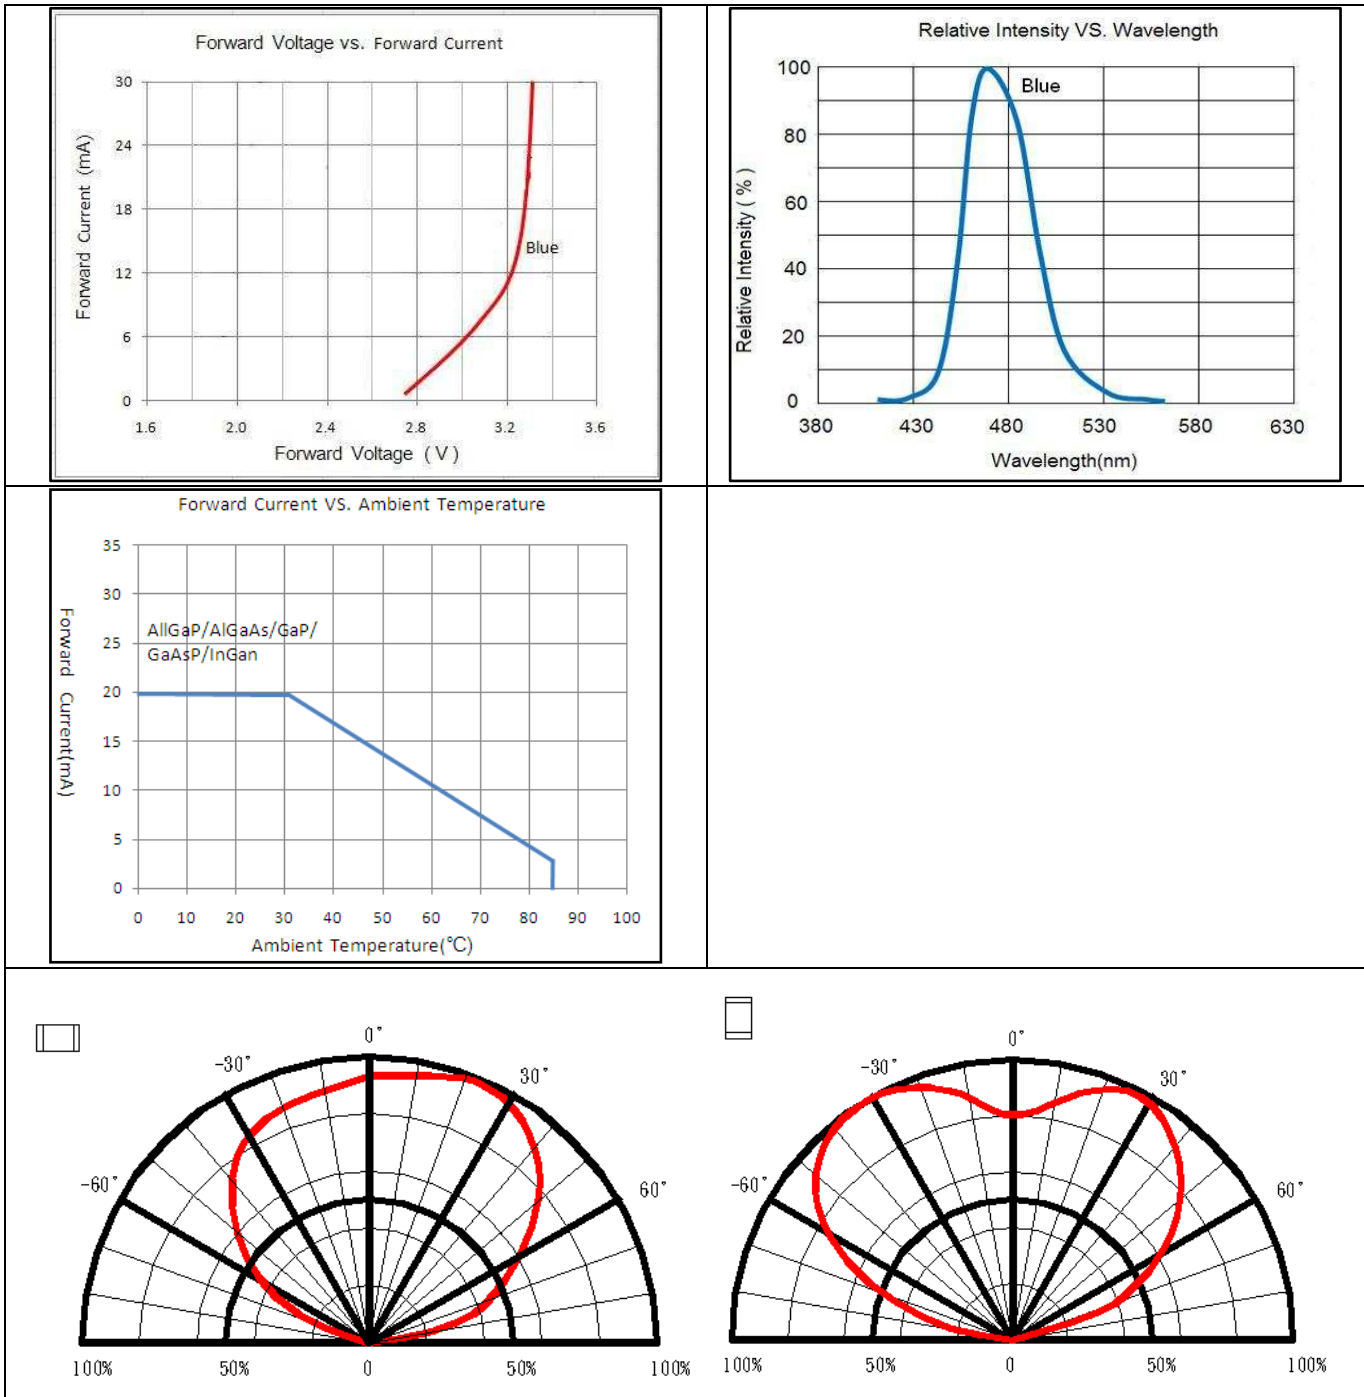 Forward Voltage vs. Forward Current
30
24
18
12
6
0
Forward Current (mA)
Blue
1.6 2.0 2.4 2.8 3.2 3.6
Forward Voltage ( V )
Relative Intensity VS. Wavelength
100
80
60
40
20
0
Relative Intensity ( % )
Blue
380 430 480 530 580 630
Wavelength(nm)
Forward Current VS. Ambient Temperature
35
30
25
20
15
10
5
0
Forward Current(mA)
AllGaP/AlGaAs/GaP/
GaAsP/InGan
0 10 20 30 40 50 60 70 80 90 100
Ambient Temperature(℃)
0°
-30° 30°
-60° 60°
100% 50% 0 50% 100%
0°
-30° 30°
-60° 60°
100% 50% 0 50% 100%